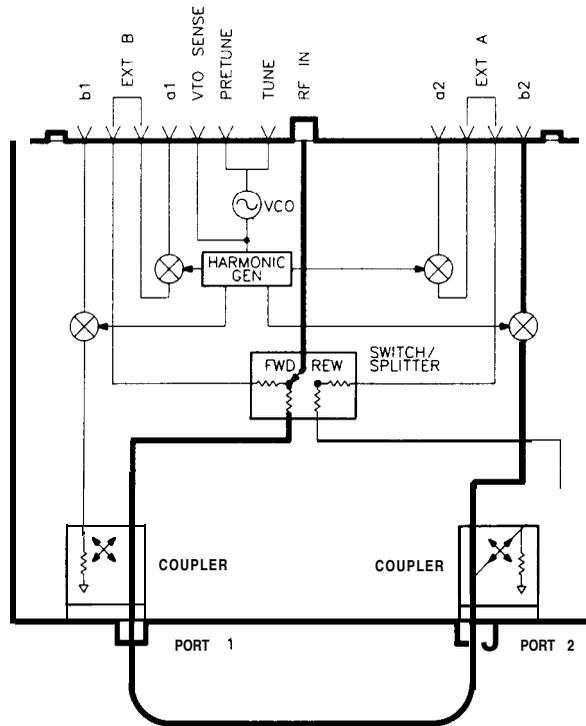 b1
EXT B
a1
VTO SENSE
PRETUNE
TUNE
RF IN
a2
EXT A
b2
VCO
HARMONIC
GEN
SWITCH/
SPLITTER
FWD REW
COUPLER
COUPLER
PORT 1
PORT 2